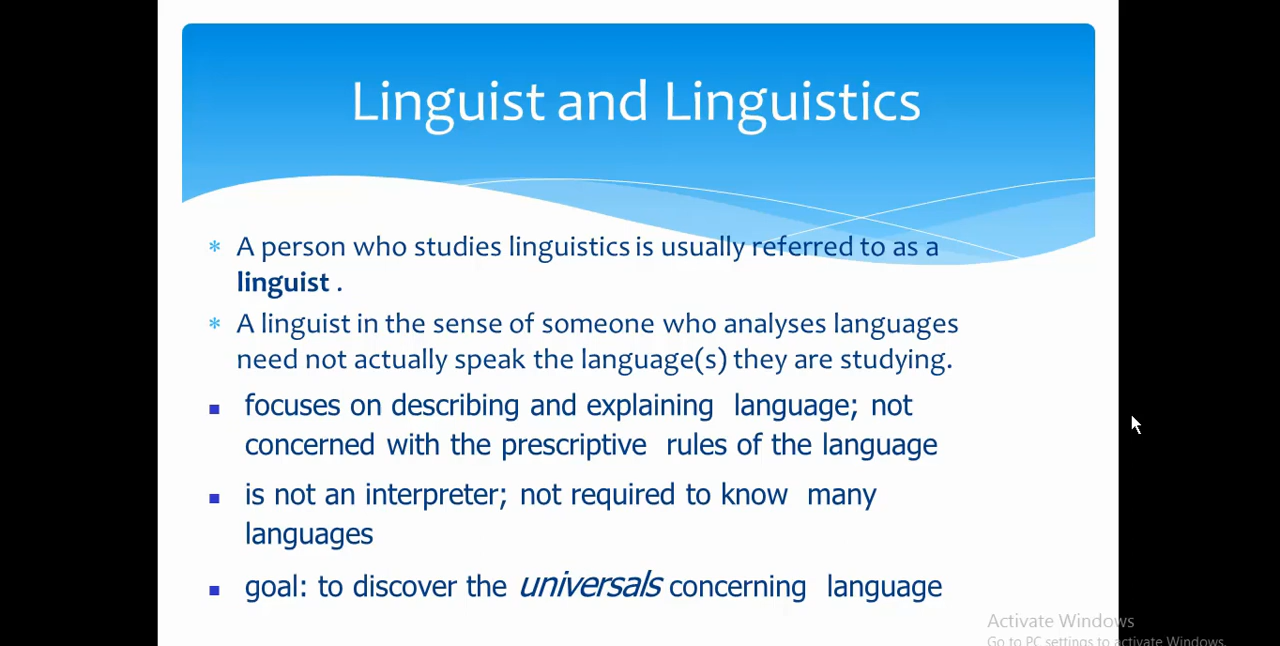 Linguist and Linguistics
* A person who studies linguistics is usually referred to as a
linguist .
* A linguist in the sense of someone who analyses languages
need not actually speak the language(s) they are studying.
▪ focuses on describing and explaining language; not
concerned with the prescriptive rules of the language
▪ is not an interpreter; not required to know many
languages
▪ goal: to discover the universals concerning language
Activate Windows
Go to PC settings to activate Windows.